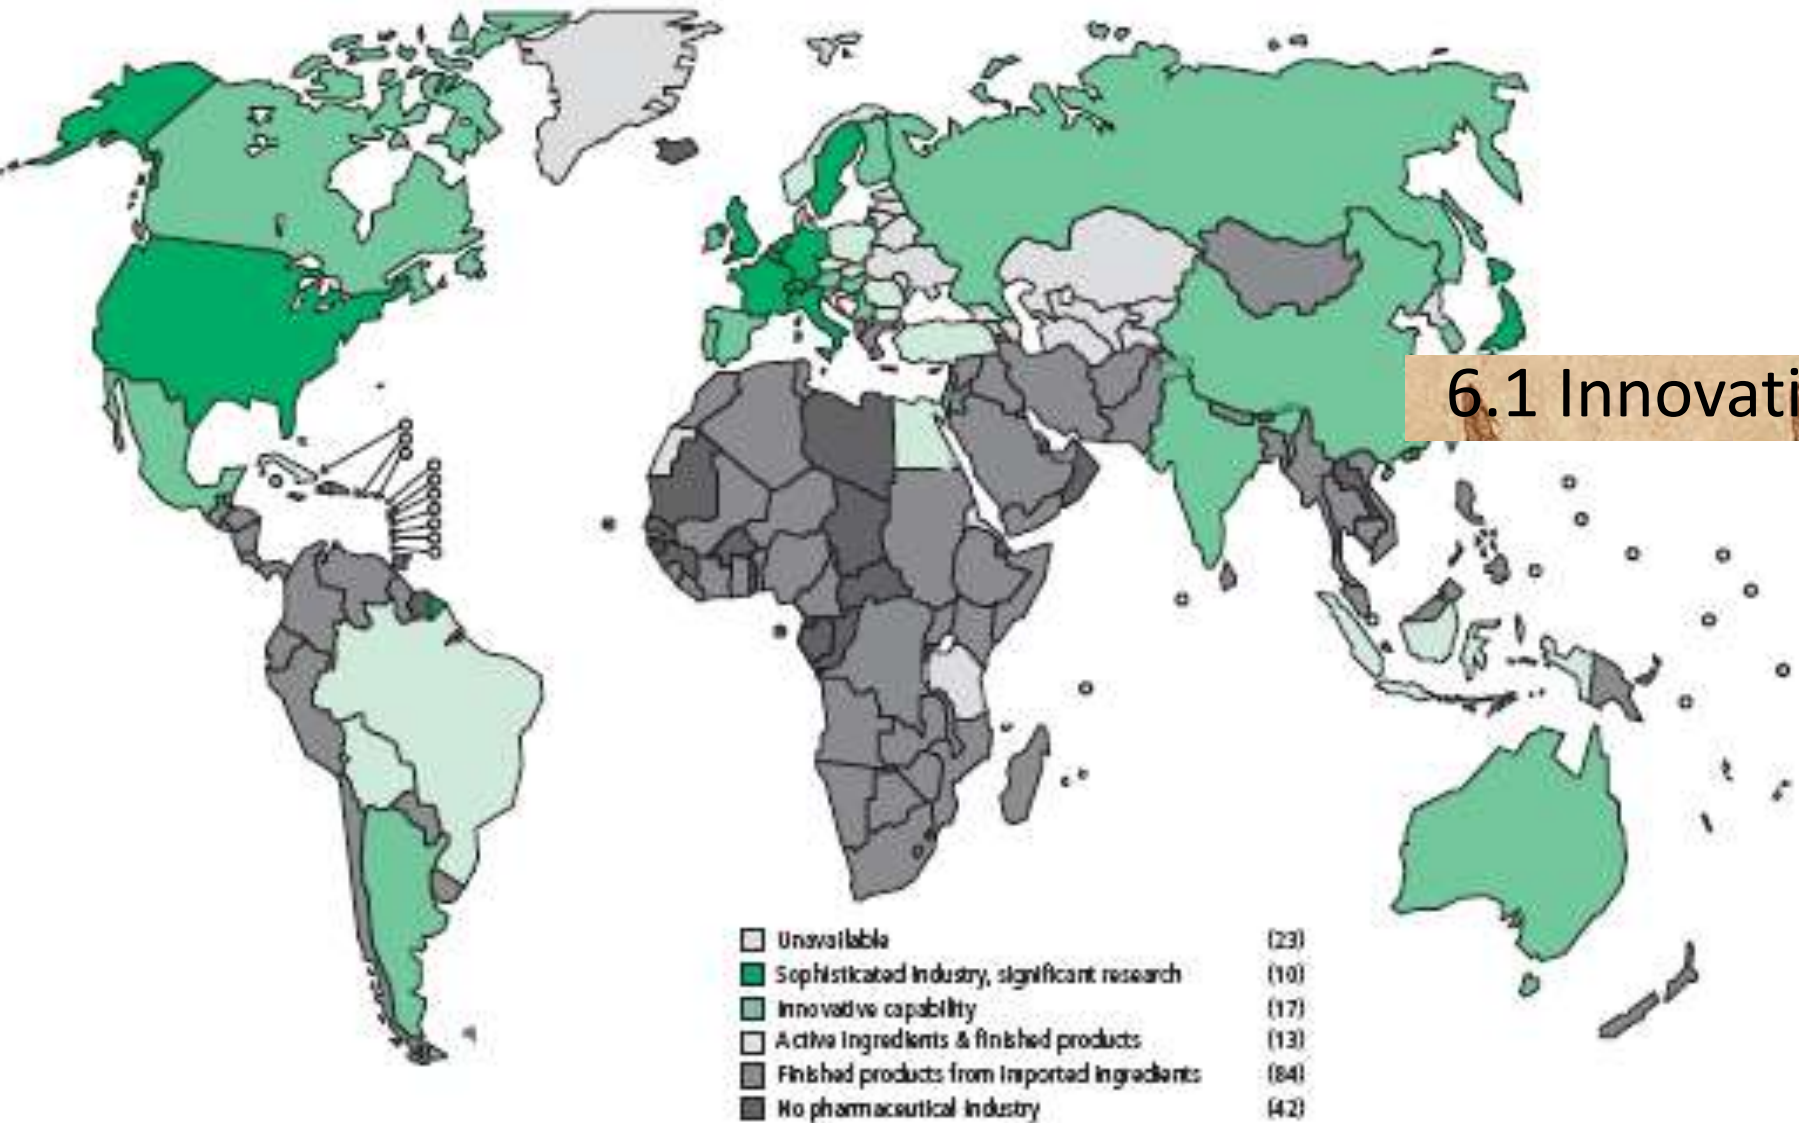 6.1 Innovati
Unavailable (23)
Sophisticated industry, significant research (10)
Innovative capability (17)
Active ingredients & finished products (13)
Finished products from imported ingredients (84)
No pharmaceutical industry (42)